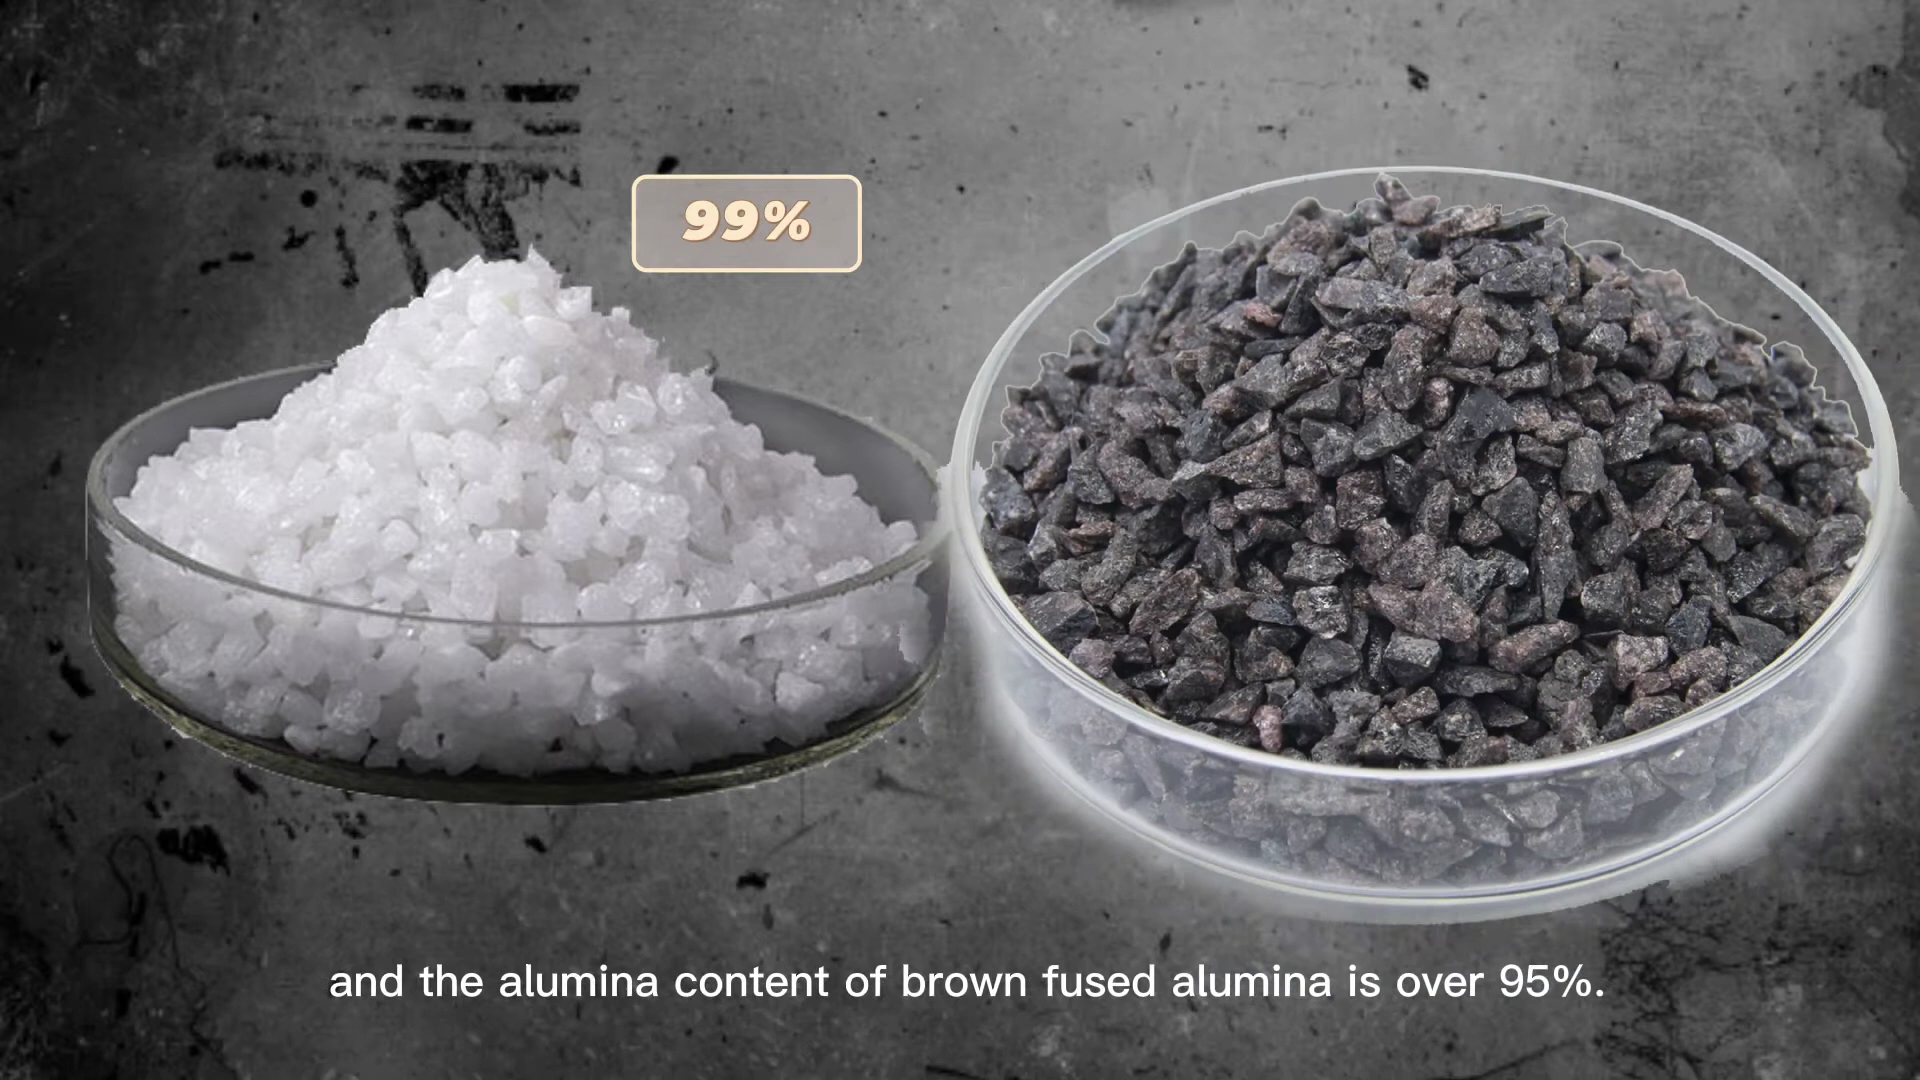 99%
and the alumina content of brown fused alumina is over 95%.